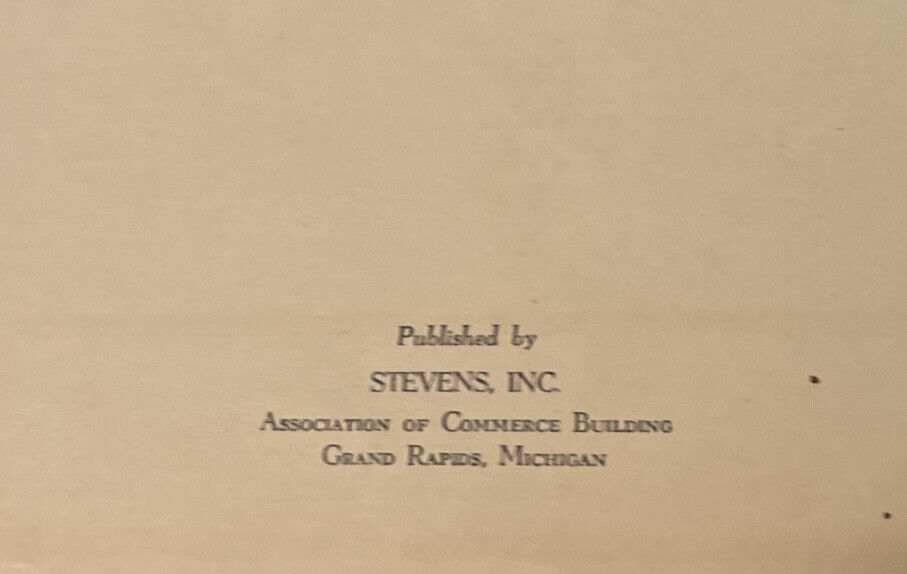 Published by
STEVENS, INC.
Association of Commerce Building
Grand Rapids, Michigan